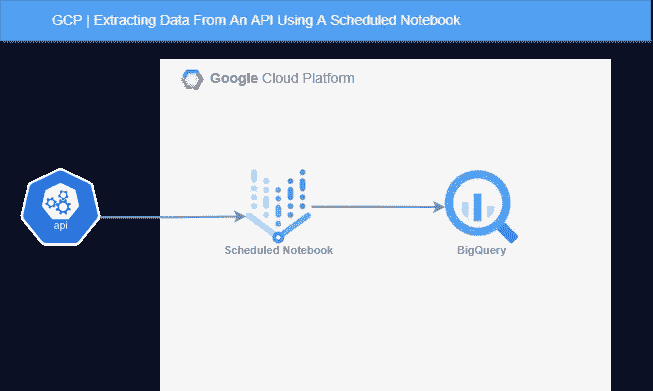 GCP | Extracting Data From An API Using A Scheduled Notebook
Google Cloud Platform
api
Scheduled Notebook
BigQuery